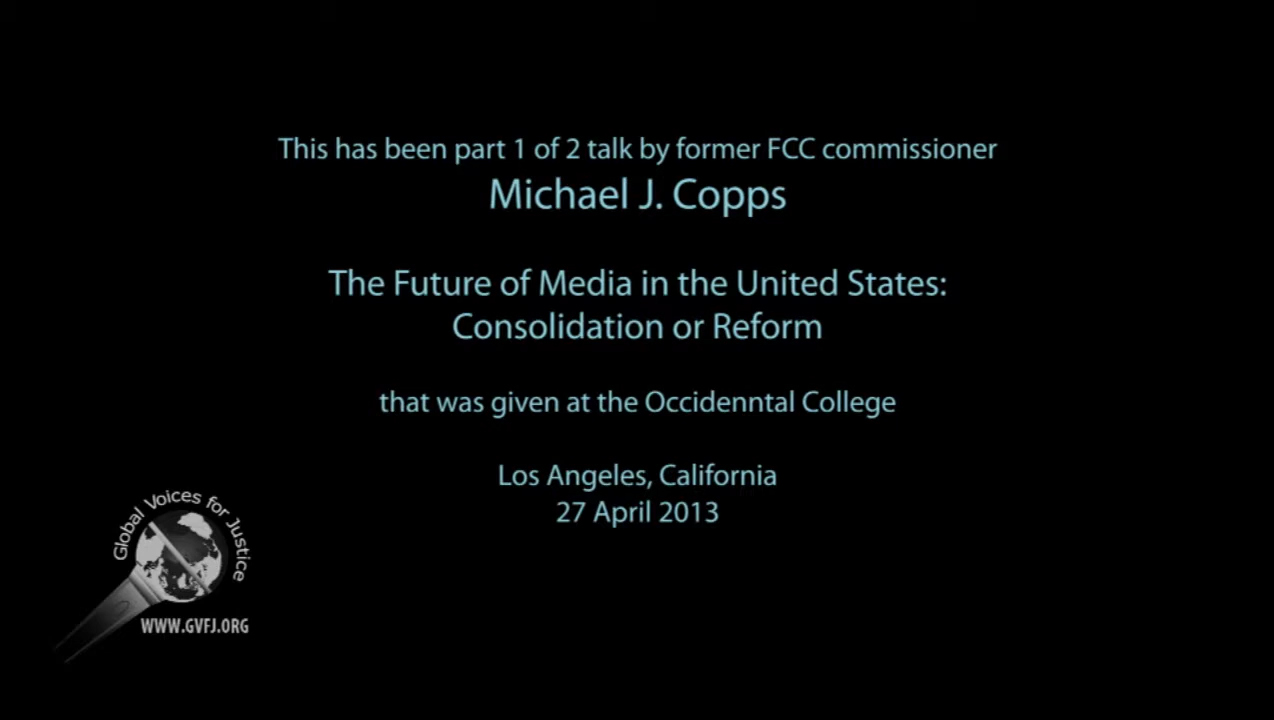 This has been part 1 of 2 talk by former FCC commissioner
Michael J. Copps
The Future of Media in the United States:
Consolidation or Reform
that was given at the Occidenntal College
Los Angeles, California
27 April 2013
Global Voices for Justice
WWW.GVFJ.ORG